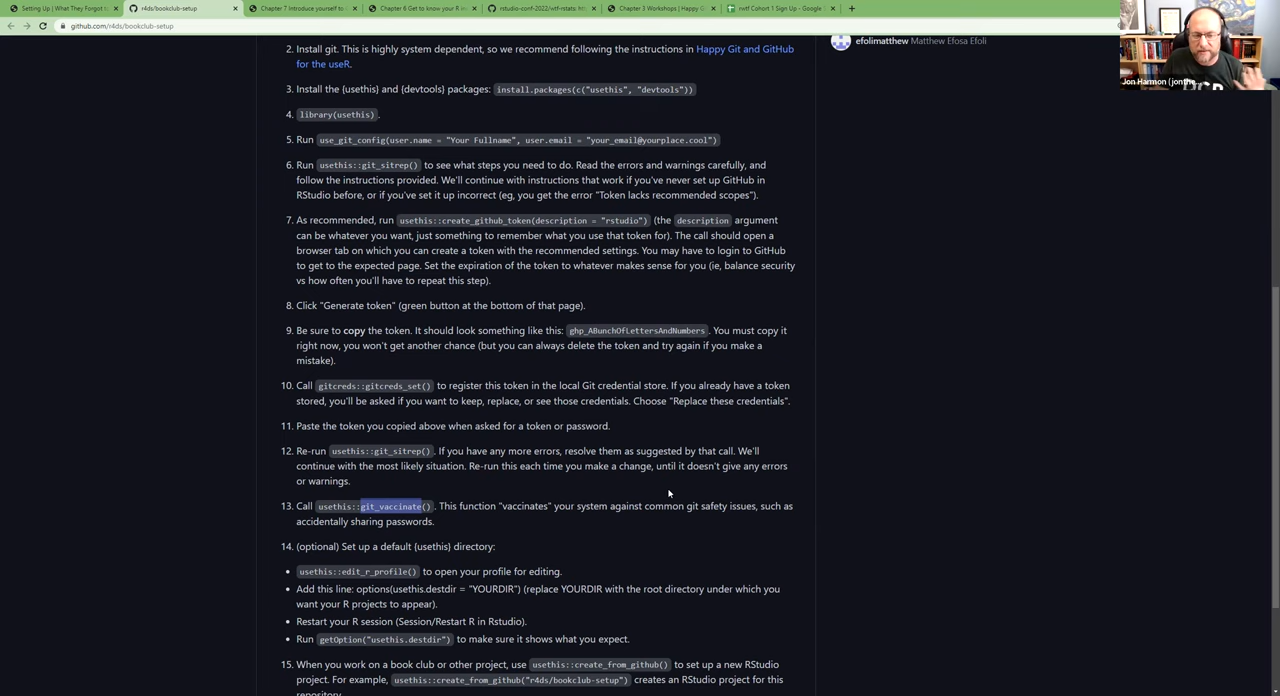 Setting Up | What They Forgot to
r4ds/bookclub-setup
Chapter 7 Introduce yourself to
Chapter 6 Get to know your R
rstudio-conf-2022/wtf-rstats: ht
Chapter 3 Workshops | Happy G
rwtf Cohort 1 Sign Up - Google
github.com/r4ds/bookclub-setup
efolimatthew Matthew Efosa Efoli
Jon Harmon (jonthe...
2. Install git. This is highly system dependent, so we recommend following the instructions in Happy Git and GitHub
for the useR.
3. Install the {usethis} and {devtools} packages: install.packages(c("usethis", "devtools"))
4. library(usethis).
5. Run use_git_config(user.name = "Your Fullname", user.email = "your_email@yourplace.cool")
6. Run usethis::git_sitrep() to see what steps you need to do. Read the errors and warnings carefully, and
follow the instructions provided. We'll continue with instructions that work if you've never set up GitHub in
RStudio before, or if you've set it up incorrect (eg, you get the error "Token lacks recommended scopes").
7. As recommended, run usethis::create_github_token(description = "rstudio") (the description argument
can be whatever you want, just something to remember what you use that token for). The call should open a
browser tab on which you can create a token with the recommended settings. You may have to login to GitHub
to get to the expected page. Set the expiration of the token to whatever makes sense for you (ie, balance security
vs how often you'll have to repeat this step).
8. Click "Generate token" (green button at the bottom of that page).
9. Be sure to copy the token. It should look something like this: ghp_ABunchOfLettersAndNumbers. You must copy it
right now, you won't get another chance (but you can always delete the token and try again if you make a
mistake).
10. Call gitcreds::gitcreds_set() to register this token in the local Git credential store. If you already have a token
stored, you'll be asked if you want to keep, replace, or see those credentials. Choose "Replace these credentials".
11. Paste the token you copied above when asked for a token or password.
12. Re-run usethis::git_sitrep(). If you have any more errors, resolve them as suggested by that call. We'll
continue with the most likely situation. Re-run this each time you make a change, until it doesn't give any errors
or warnings.
13. Call usethis::git_vaccinate(). This function "vaccinates" your system against common git safety issues, such as
accidentally sharing passwords.
14. (optional) Set up a default {usethis} directory:
• usethis::edit_r_profile() to open your profile for editing.
• Add this line: options(usethis.destdir = "YOURDIR") (replace YOURDIR with the root directory under which you
want your R projects to appear).
• Restart your R session (Session/Restart R in Rstudio).
• Run getOption("usethis.destdir") to make sure it shows what you expect.
15. When you work on a book club or other project, use usethis::create_from_github() to set up a new RStudio
project. For example, usethis::create_from_github("r4ds/bookclub-setup") creates an RStudio project for this
repository.